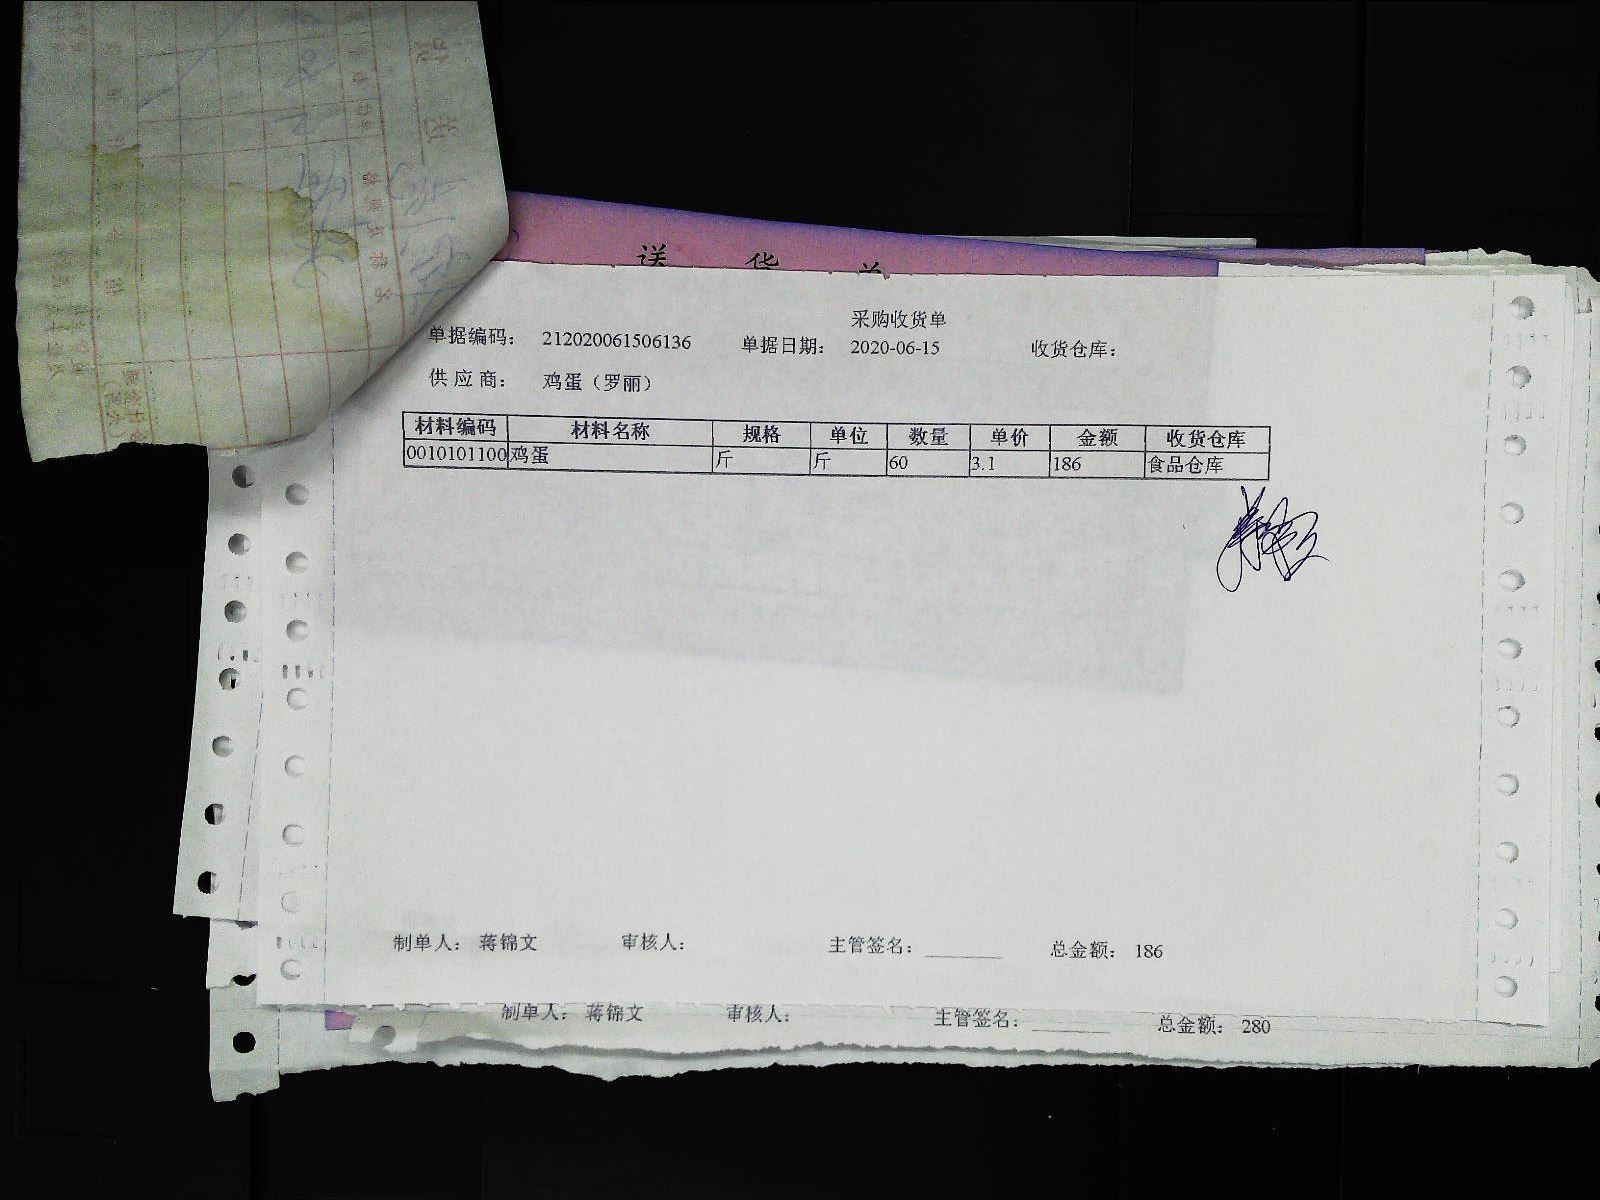 送 货
采购收货单
单据编码： 212020061506136 单据日期： 2020-06-15 收货仓库：
供 应 商： 鸡蛋（罗丽）
材料编码 材料名称 规格 单位 数量 单价 金额 收货仓库
0010101100 鸡蛋 斤 斤 60 3.1 186 食品仓库
制单人： 蒋锦文 审核人： 主管签名： 总金额： 186
制单人： 蒋锦文 审核人： 主管签名： 总金额： 280